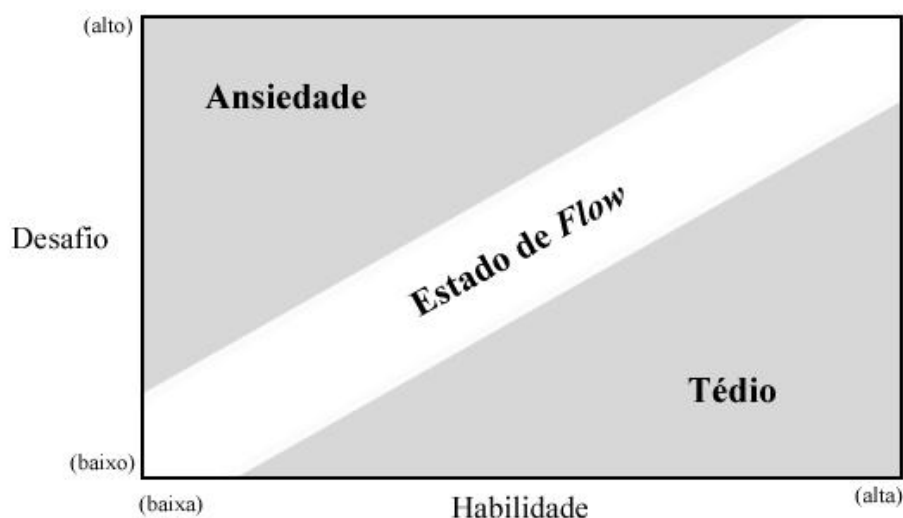 (alto)
Ansiedade
Desafio
Estado de Flow
Tédio
(baixo)
(baixa)
Habilidade
(alta)